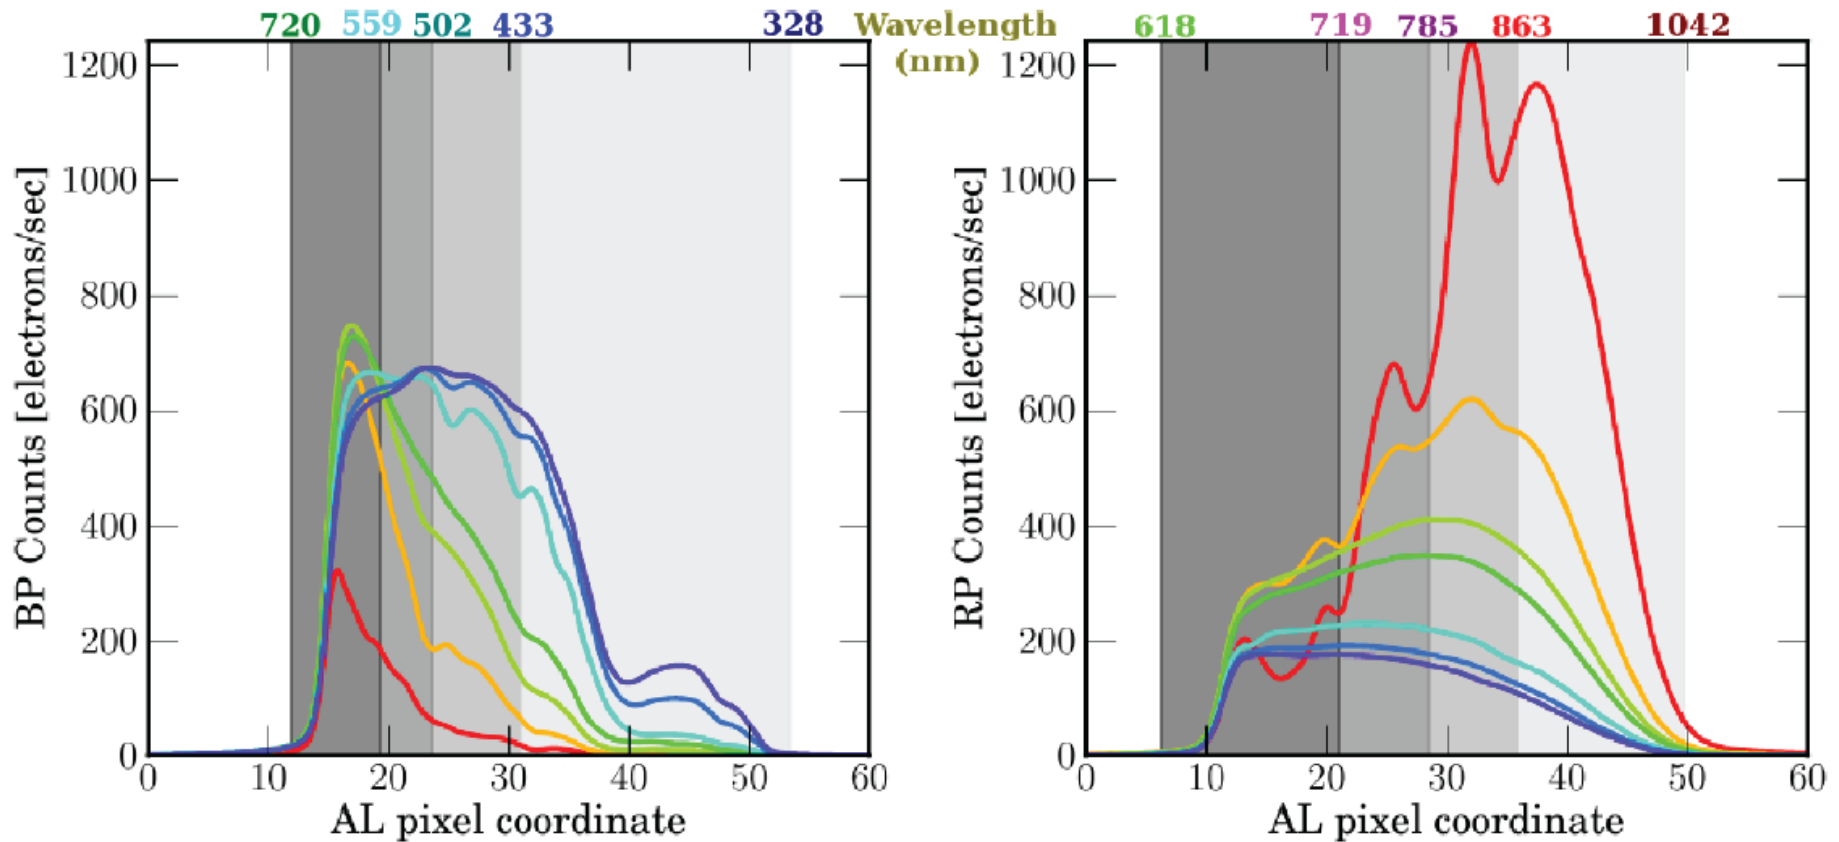 720 559 502 433 328 Wavelength 618 719 785 863 1042
(nm)
BP Counts [electrons/sec]
1200
1000
800
600
400
200
0
0 10 20 30 40 50 60
AL pixel coordinate
RP Counts [electrons/sec]
1200
1000
800
600
400
200
0
0 10 20 30 40 50 60
AL pixel coordinate